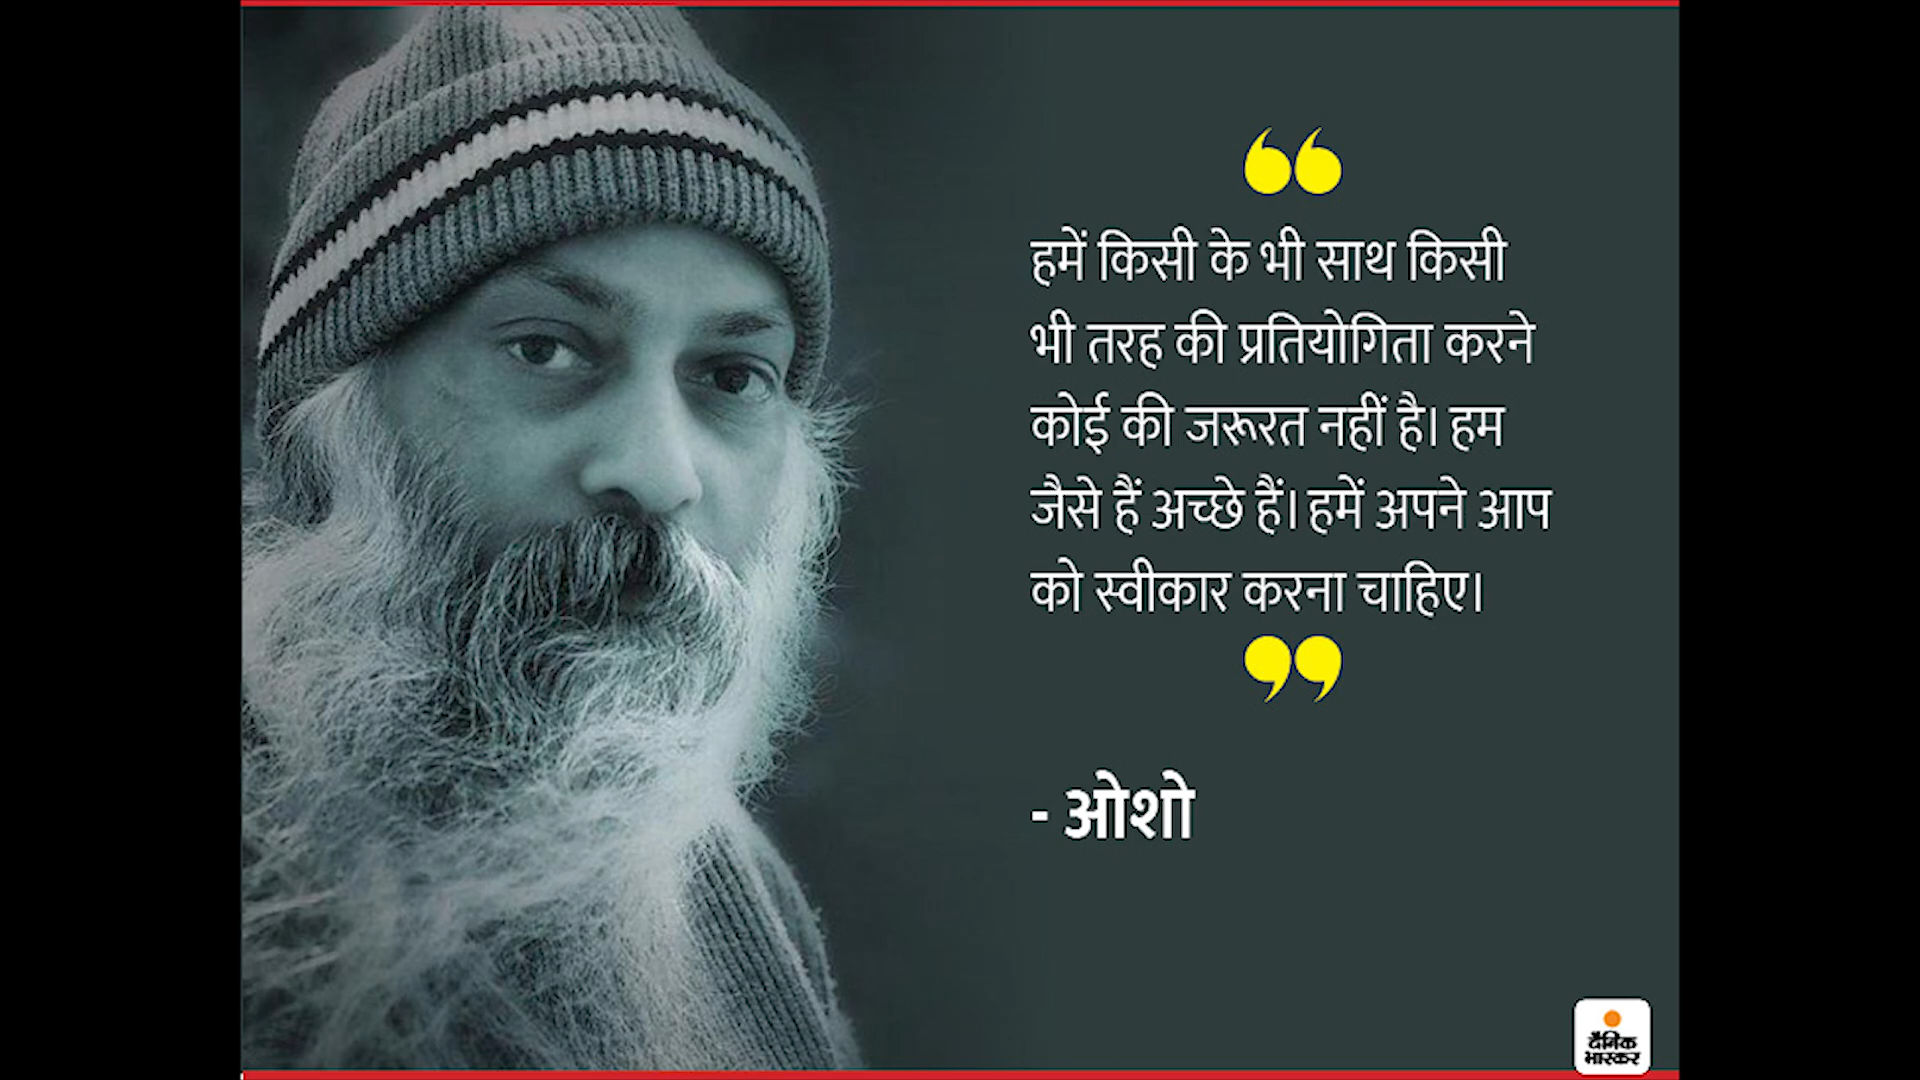 हमें किसी के भी साथ किसी
भी तरह की प्रतियोगिता करने
कोई की जरूरत नहीं है। हम
जैसे हैं अच्छे हैं। हमें अपने आप
को स्वीकार करना चाहिए।
- ओशो
दैनिक
भास्कर